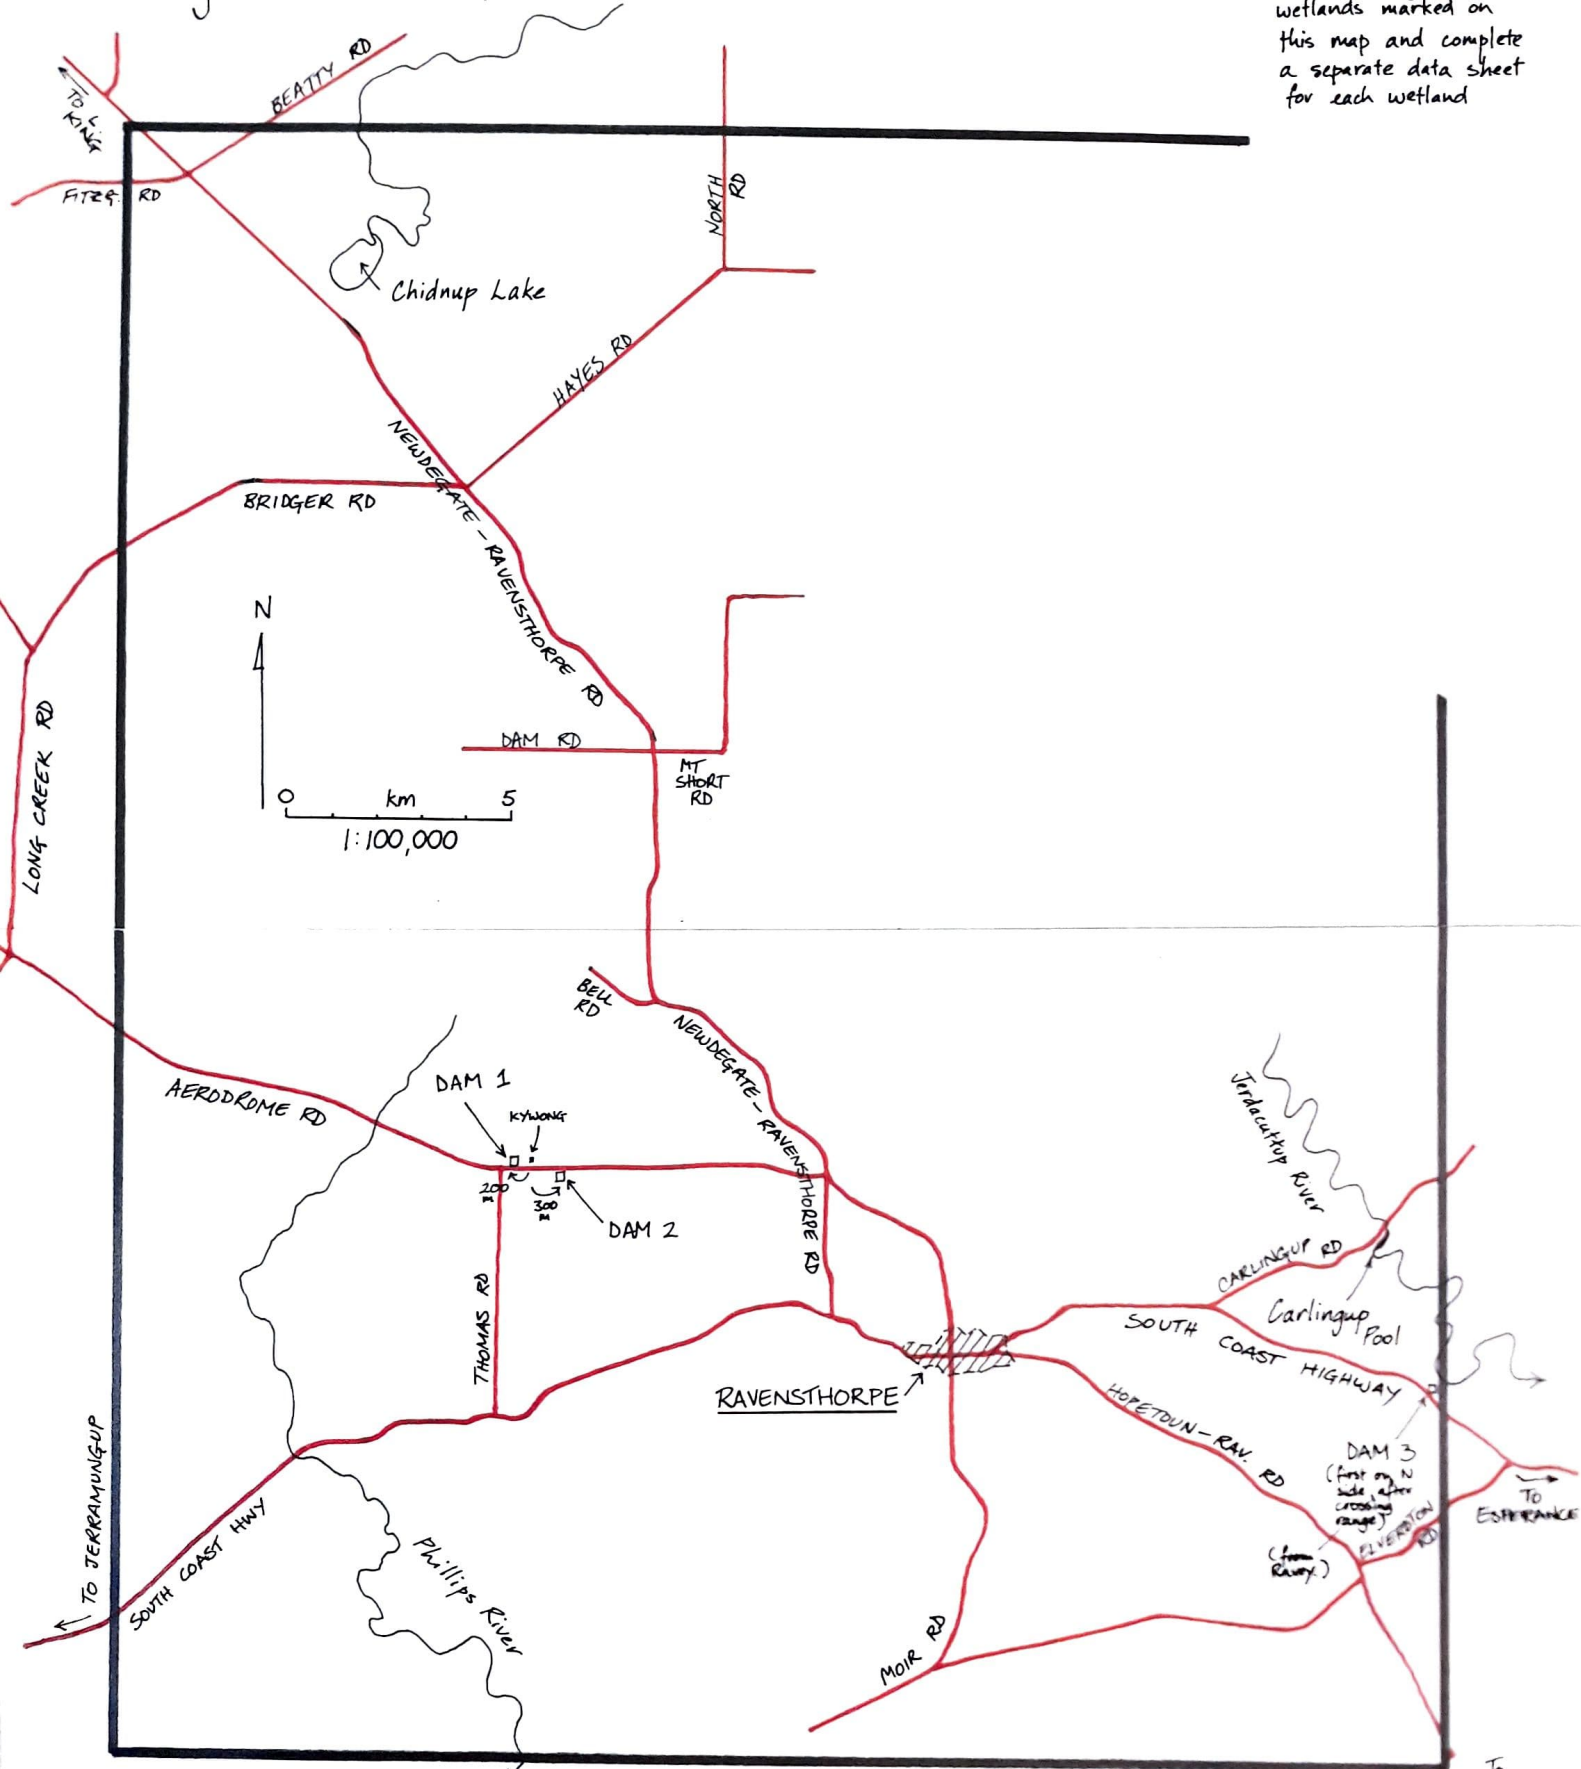 wetlands marked on
this map and complete
a separate data sheet
for each wetland
BEATTY RD
TO
L. KING
FITZG. RD
NORTH
RD
Chidnup Lake
HAYES RD
NEWDEGATE - RAVENSTHORPE RD
BRIDGER RD
N
LONG CREEK RD
DAM RD
MT
SHORT
RD
0 km 5
1:100,000
BELL
RD
NEWDEGATE - RAVENSTHORPE RD
AERODROME RD
DAM 1
KYWONG
200
M
300
M
DAM 2
THOMAS RD
Jerdacuttup River
CARLINGUP RD
Carlingup
Pool
SOUTH COAST HIGHWAY
RAVENSTHORPE
HOPETOUN-RAV. RD
DAM 3
(first on N
side, after
crossing
range)
(from
Ravey.)
ELVERDTON
RD
TO
ESPERANCE
TO JERRAMUNGUP
SOUTH COAST HWY
Phillips River
MOIR RD
To